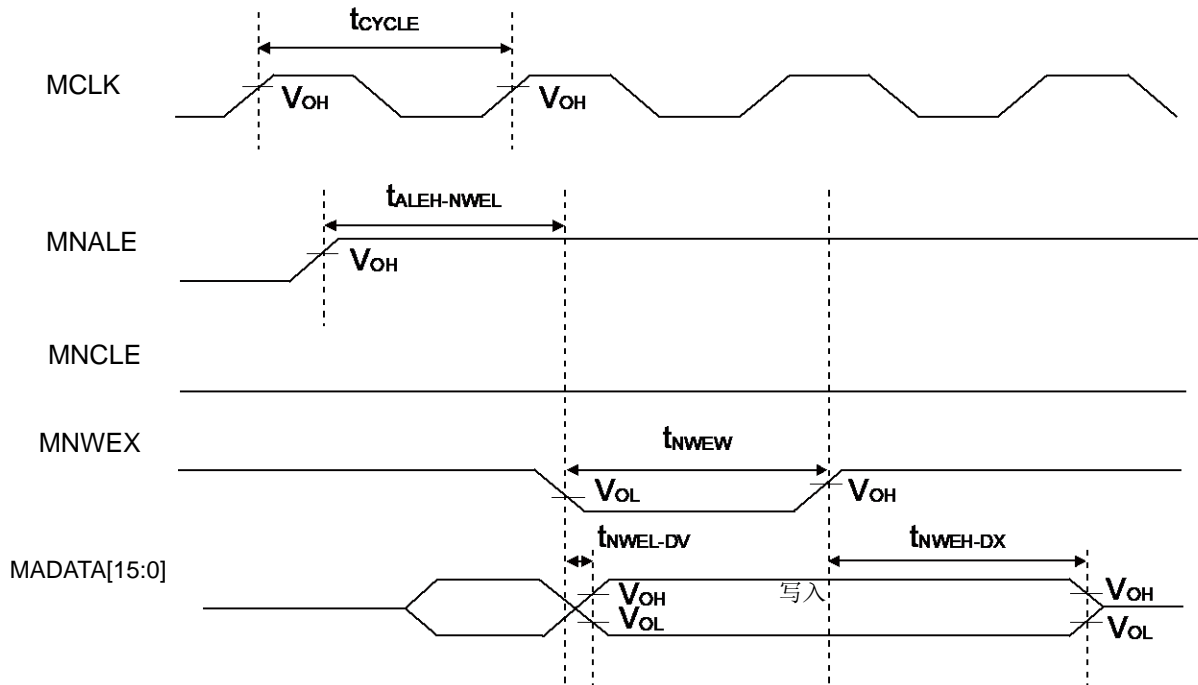 tCYCLE
MCLK
VOH
VOH
tALEH-NWEL
MNALE
VOH
MNCLE
MNWEX
tNWEW
VOL
VOH
tNWEL-DV
tNWEH-DX
MADATA[15:0]
VOH
写入
VOH
VOL
VOL